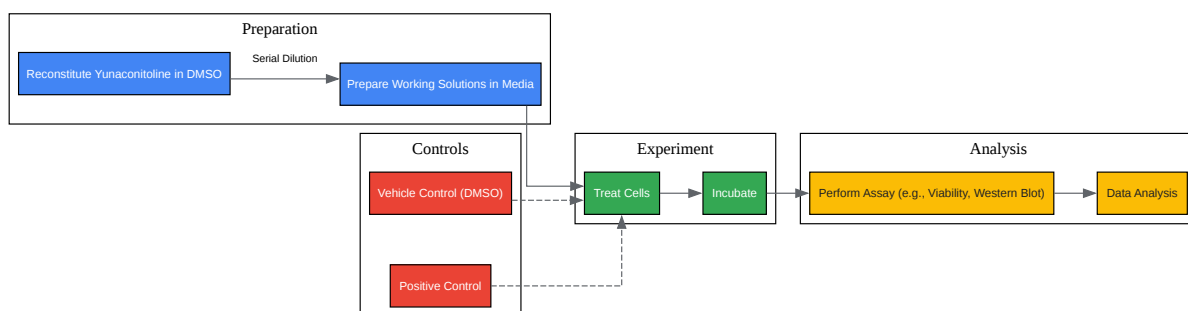 Preparation
Reconstitute Yunaconitoline in DMSO
Serial Dilution
Prepare Working Solutions in Media
Controls
Vehicle Control (DMSO)
Positive Control
Experiment
Treat Cells
Incubate
Analysis
Perform Assay (e.g., Viability, Western Blot)
Data Analysis